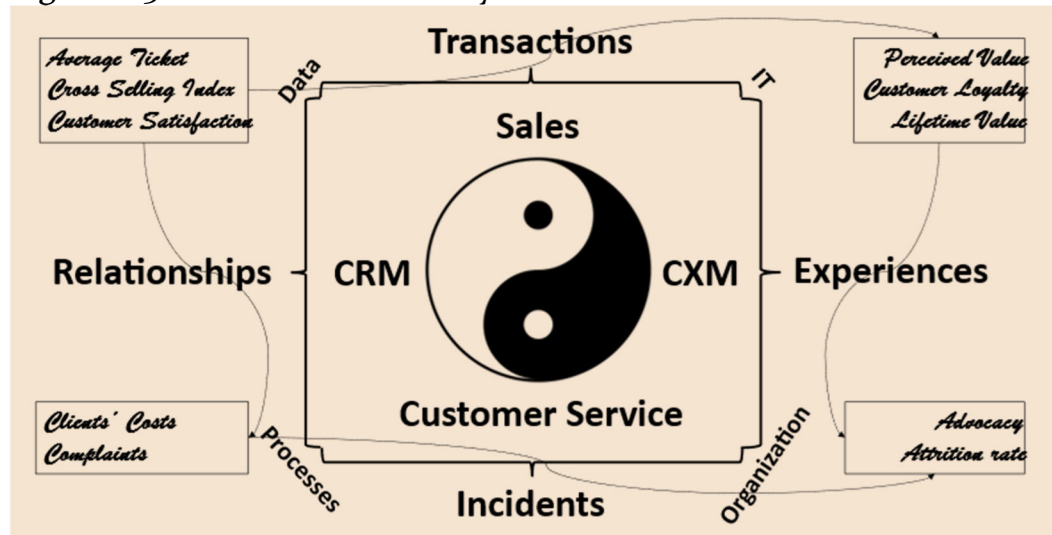 Transactions
Average Ticket
Cross Selling Index
Customer Satisfaction
Data
IT
Perceived Value
Customer Loyalty
Lifetime Value
Sales
Relationships
CRM
CXM
Experiences
Customer Service
Clients' Costs
Complaints
Processes
Organization
Advocacy
Attrition rate
Incidents